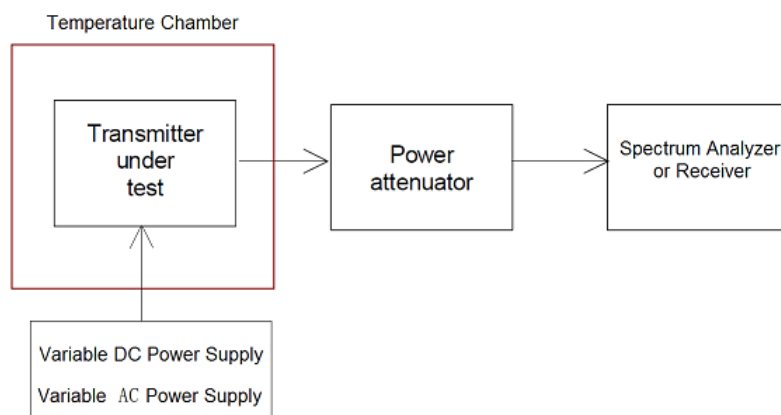 Temperature Chamber
Transmitter
under
test
Power
attenuator
Spectrum Analyzer
or Receiver
Variable DC Power Supply
Variable AC Power Supply